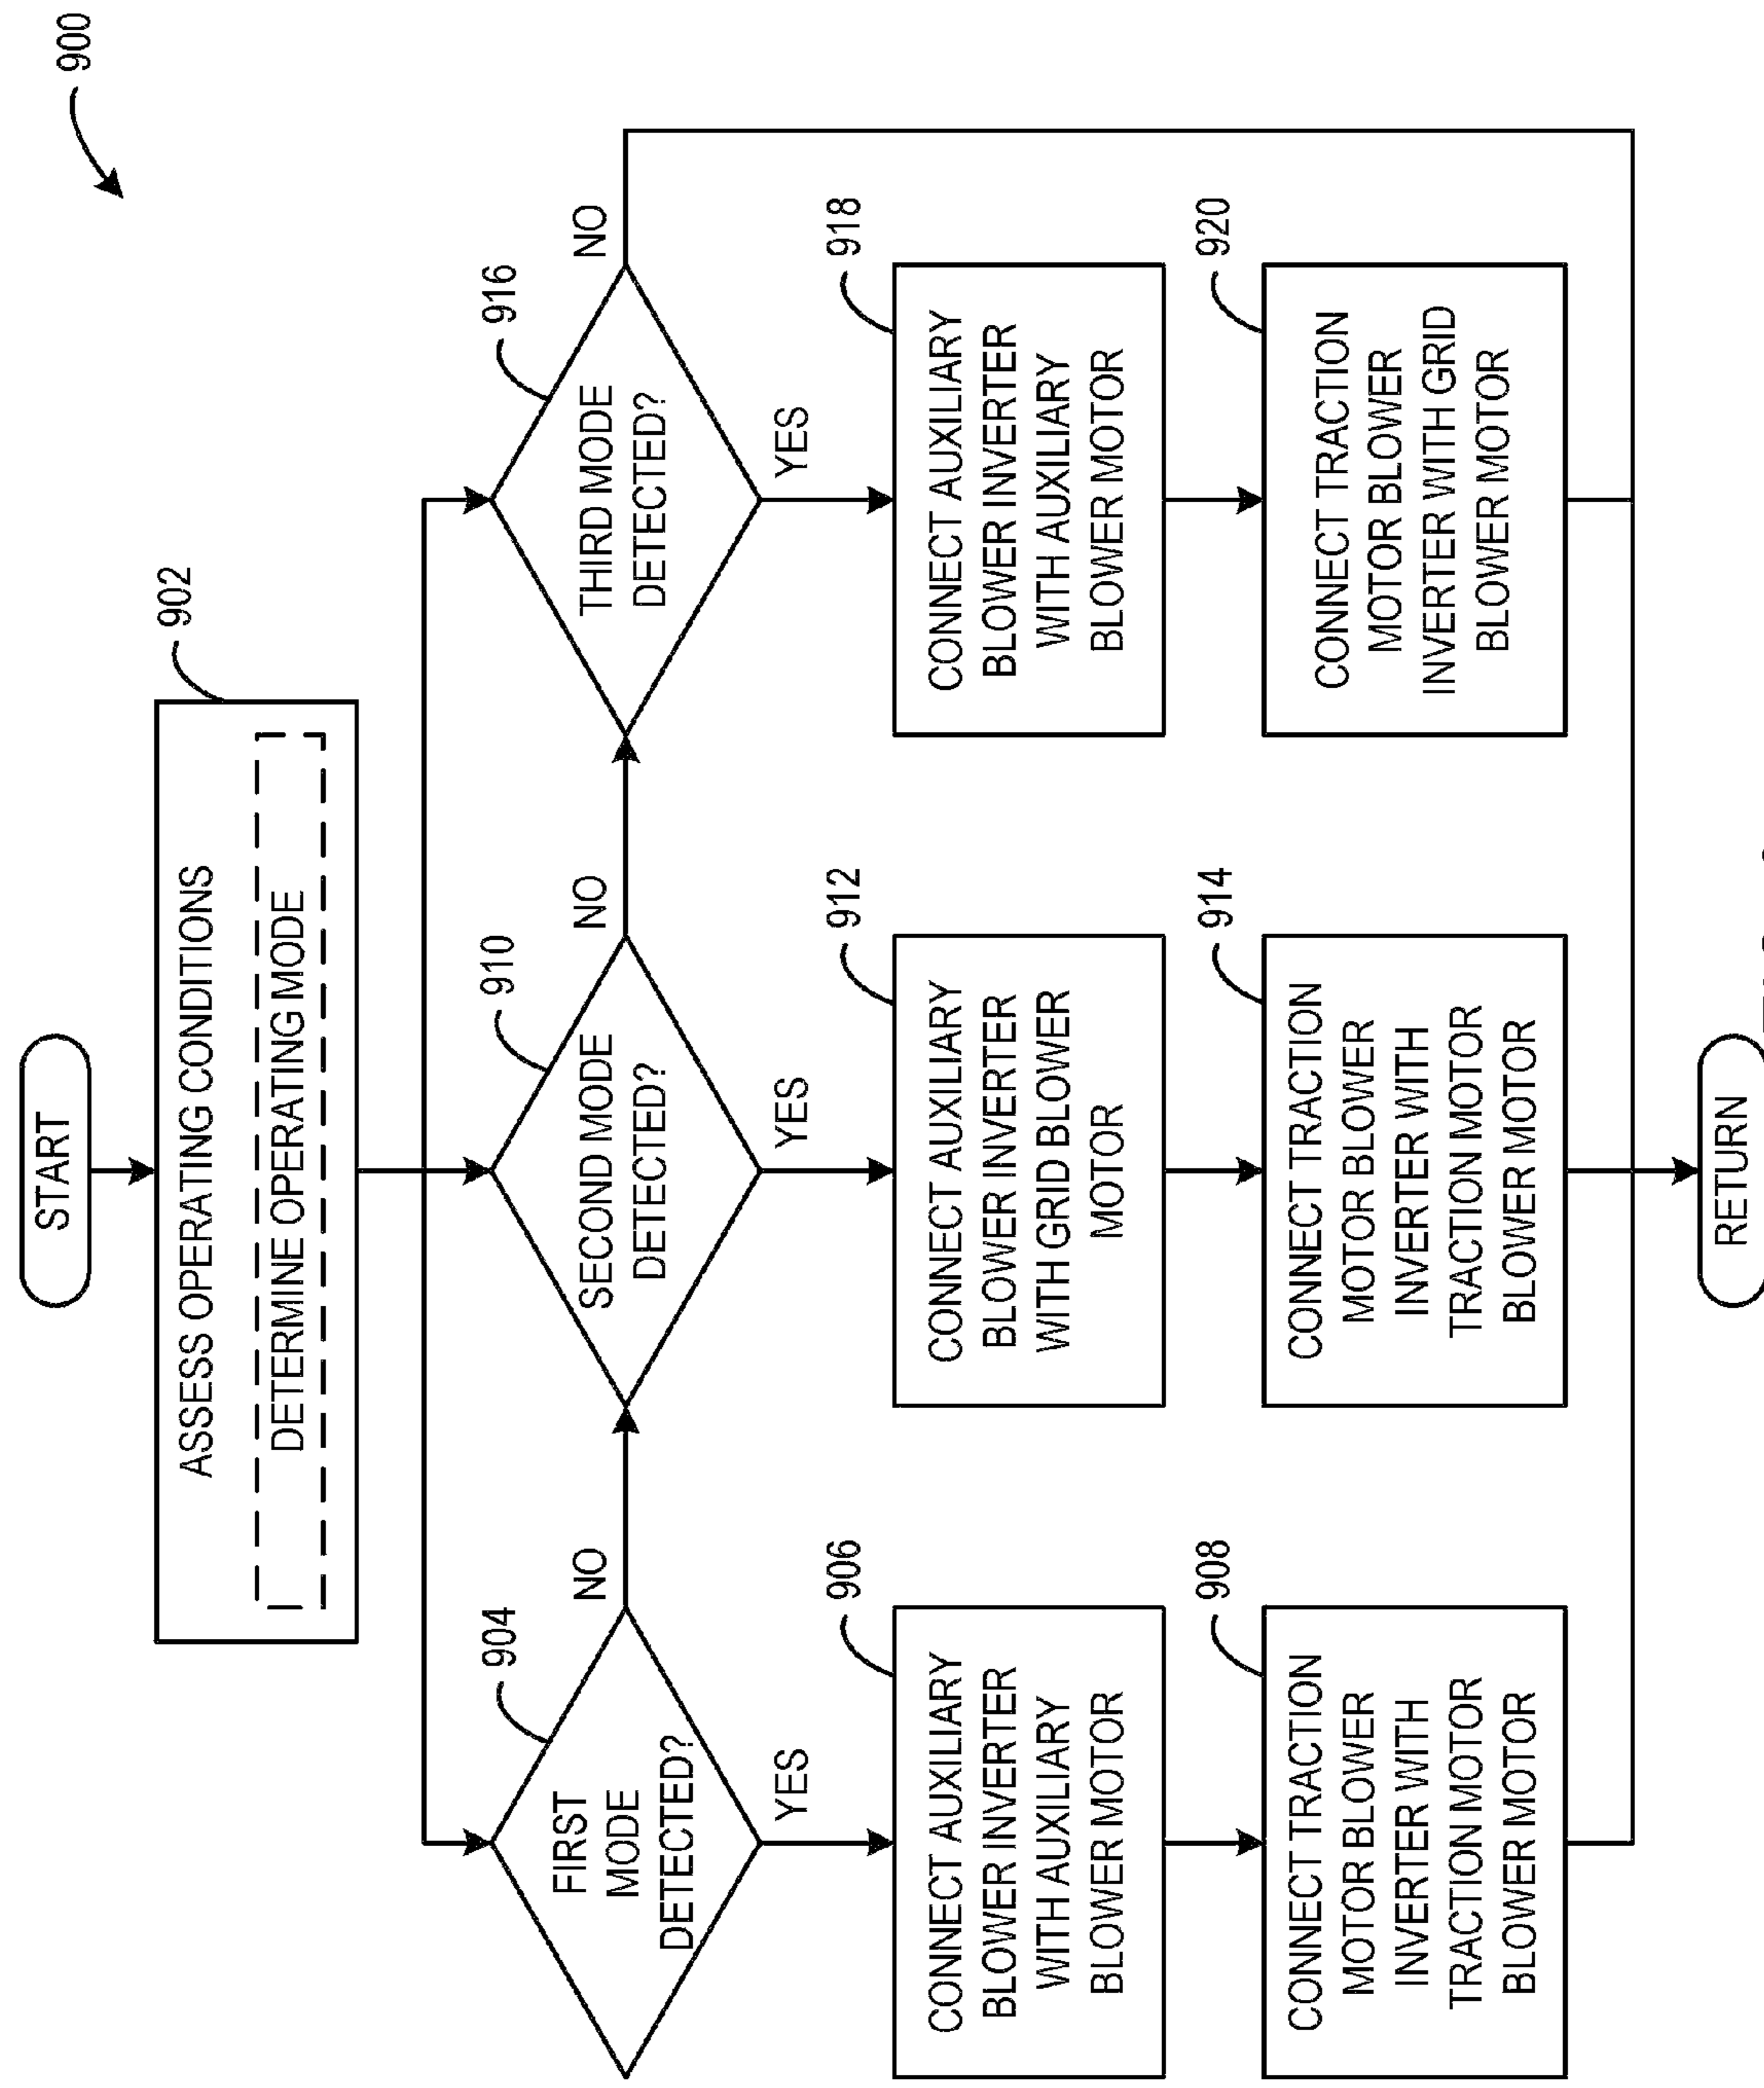 900
START
902
ASSESS OPERATING CONDITIONS
DETERMINE OPERATING MODE
904
FIRST
MODE
DETECTED?
NO
YES
910
SECOND MODE
DETECTED?
NO
YES
916
THIRD MODE
DETECTED?
NO
YES
906
CONNECT AUXILIARY
BLOWER INVERTER
WITH AUXILIARY
BLOWER MOTOR
912
CONNECT AUXILIARY
BLOWER INVERTER
WITH GRID BLOWER
MOTOR
918
CONNECT AUXILIARY
BLOWER INVERTER
WITH AUXILIARY
BLOWER MOTOR
908
CONNECT TRACTION
MOTOR BLOWER
INVERTER WITH
TRACTION MOTOR
BLOWER MOTOR
914
CONNECT TRACTION
MOTOR BLOWER
INVERTER WITH
TRACTION MOTOR
BLOWER MOTOR
920
CONNECT TRACTION
MOTOR BLOWER
INVERTER WITH GRID
BLOWER MOTOR
RETURN